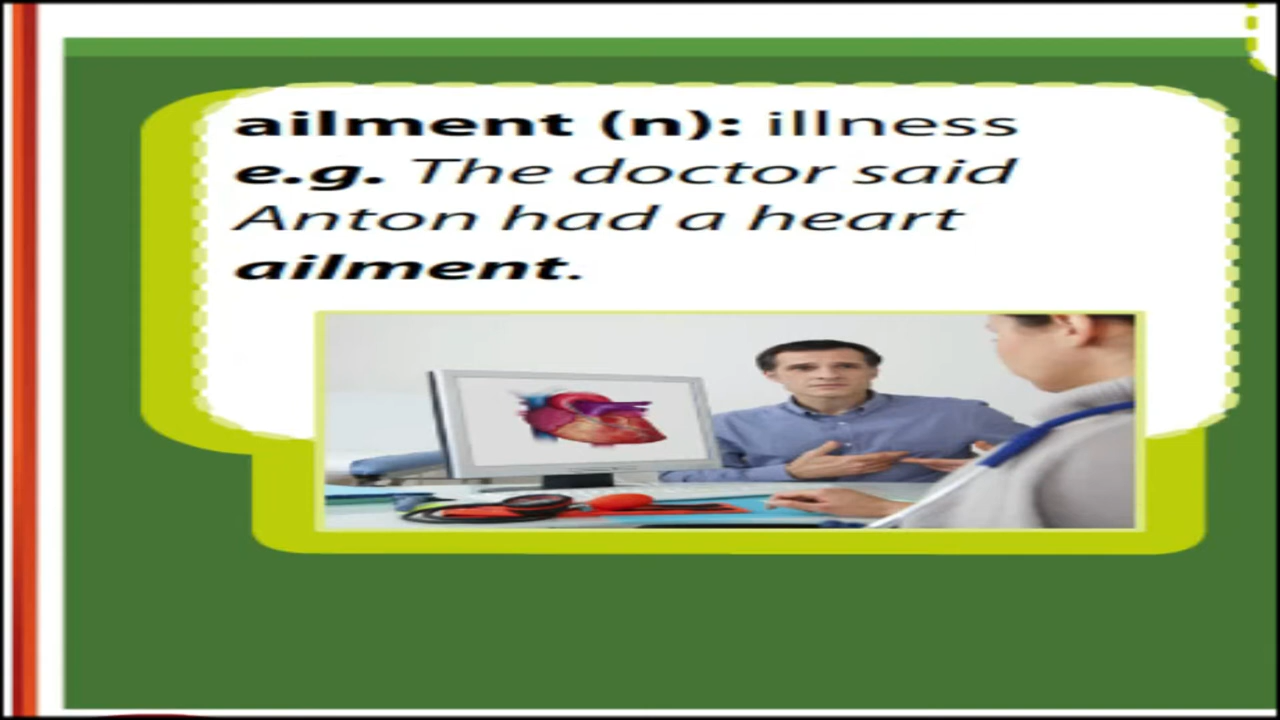 ailment (n): illness
e.g. The doctor said
Anton had a heart
ailment.